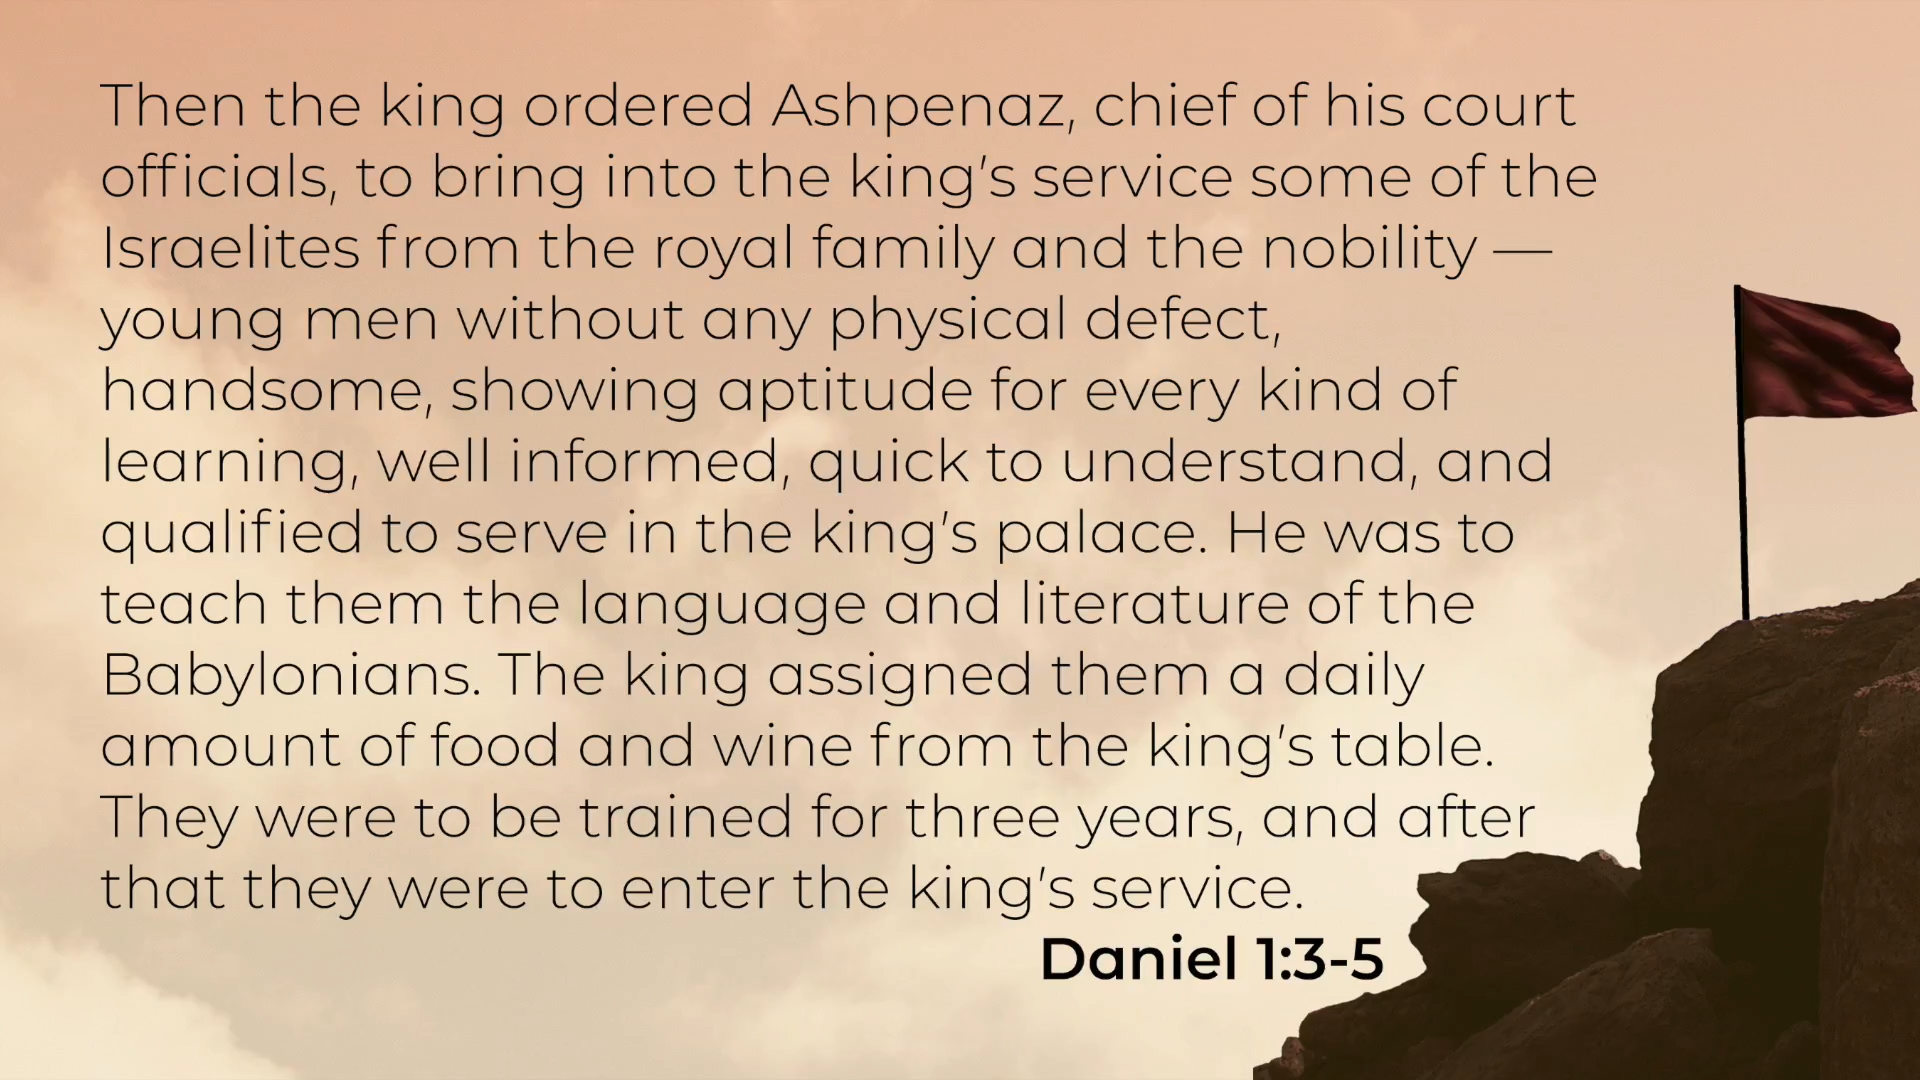 Then the king ordered Ashpenaz, chief of his court
officials, to bring into the king’s service some of the
Israelites from the royal family and the nobility —
young men without any physical defect,
handsome, showing aptitude for every kind of
learning, well informed, quick to understand, and
qualified to serve in the king’s palace. He was to
teach them the language and literature of the
Babylonians. The king assigned them a daily
amount of food and wine from the king’s table.
They were to be trained for three years, and after
that they were to enter the king’s service.
Daniel 1:3-5